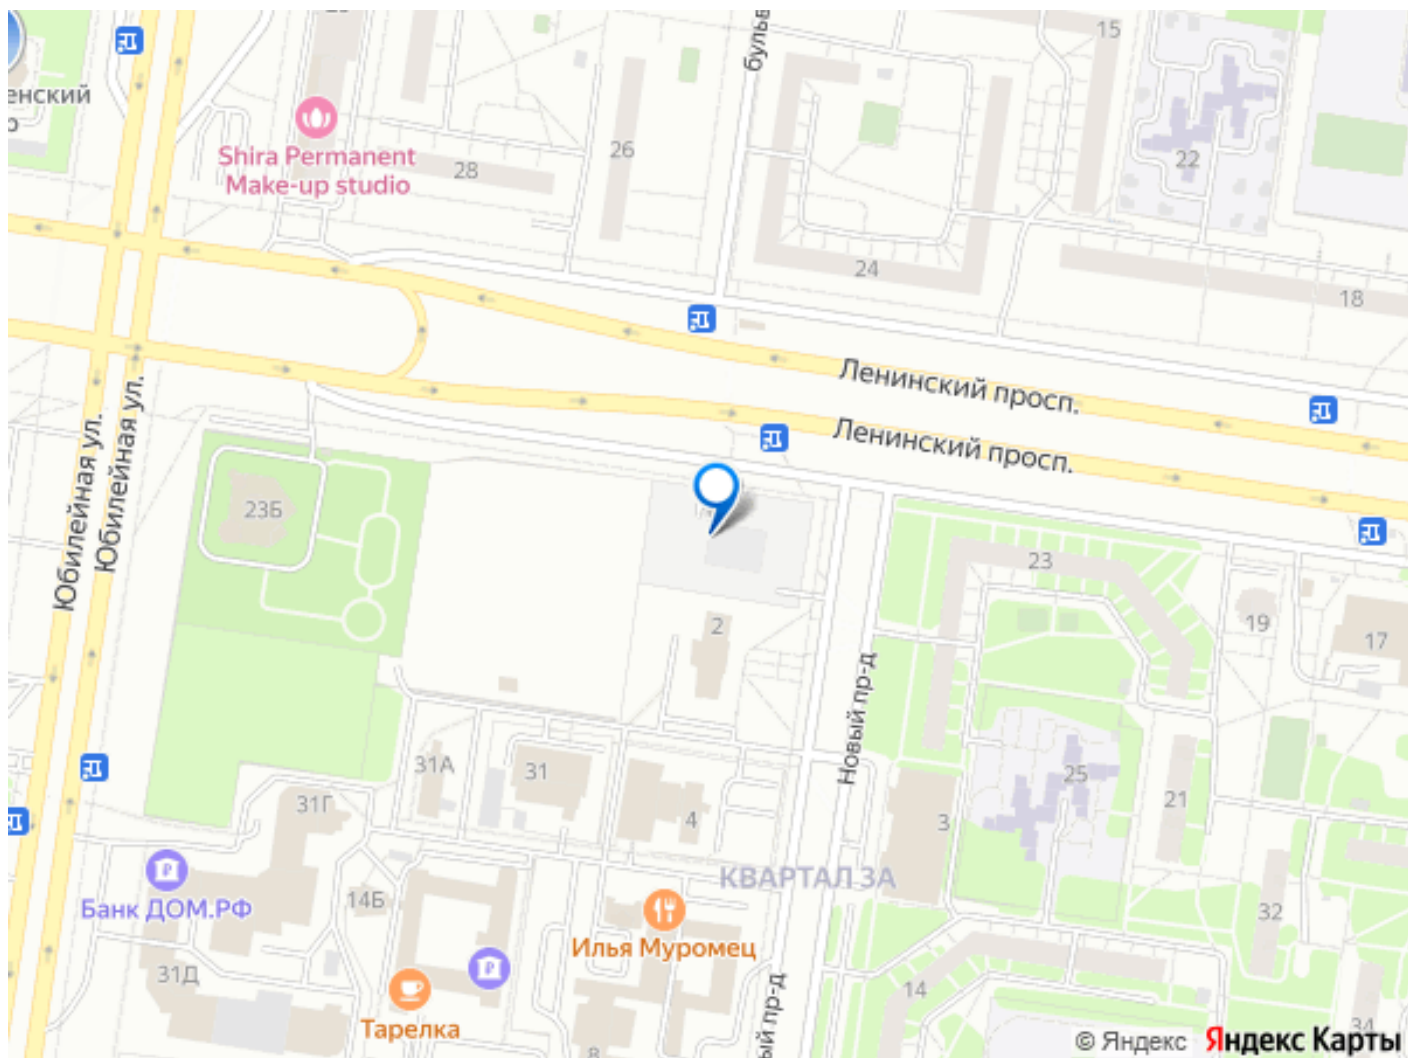 15
бульв
енский
Shira Permanent
Make-up studio
28
26
22
24
18
Ленинский просп.
Ленинский просп.
Юбилейная ул.
Юбилейная ул.
23Б
23
2
19
17
Новый пр-д
31А
31
25
21
31Г
4
3
КВАРТАЛ 3А
Банк ДОМ.РФ
14Б
32
Илья Муромец
31Д
14
Тарелка
ый пр-д
8
34
© Яндекс Яндекс Карты